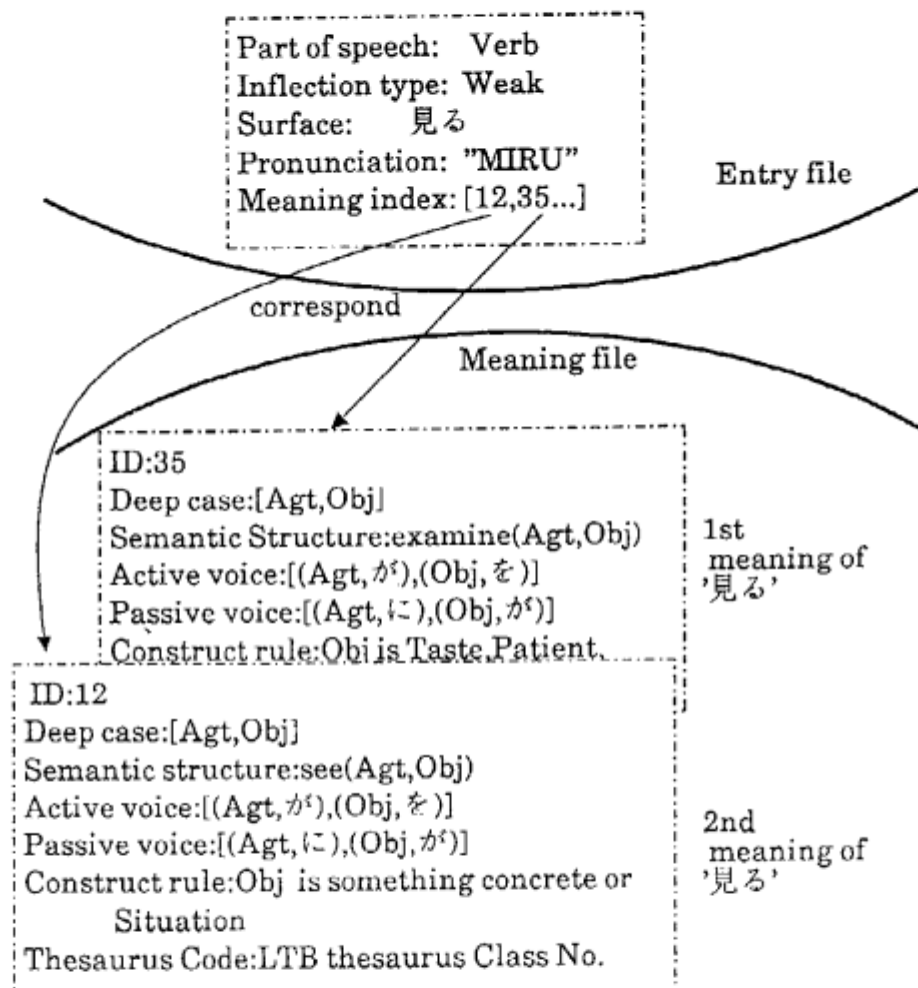 Part of speech: Verb
Inflection type: Weak
Surface: 見る
Pronunciation: "MIRU"
Meaning index: [12,35...]
Entry file
correspond
Meaning file
ID:35
Deep case:[Agt,Obj]
Semantic Structure:examine(Agt,Obj)
Active voice:[(Agt,が),(Obj,を)]
Passive voice:[(Agt,に),(Obj,が)]
Construct rule:Obj is Taste,Patient,
1st
meaning of
'見る'
ID:12
Deep case:[Agt,Obj]
Semantic structure:see(Agt,Obj)
Active voice:[(Agt,が),(Obj,を)]
Passive voice:[(Agt,に),(Obj,が)]
Construct rule:Obj is something concrete or
Situation
Thesaurus Code:LTB thesaurus Class No.
2nd
meaning of
'見る'